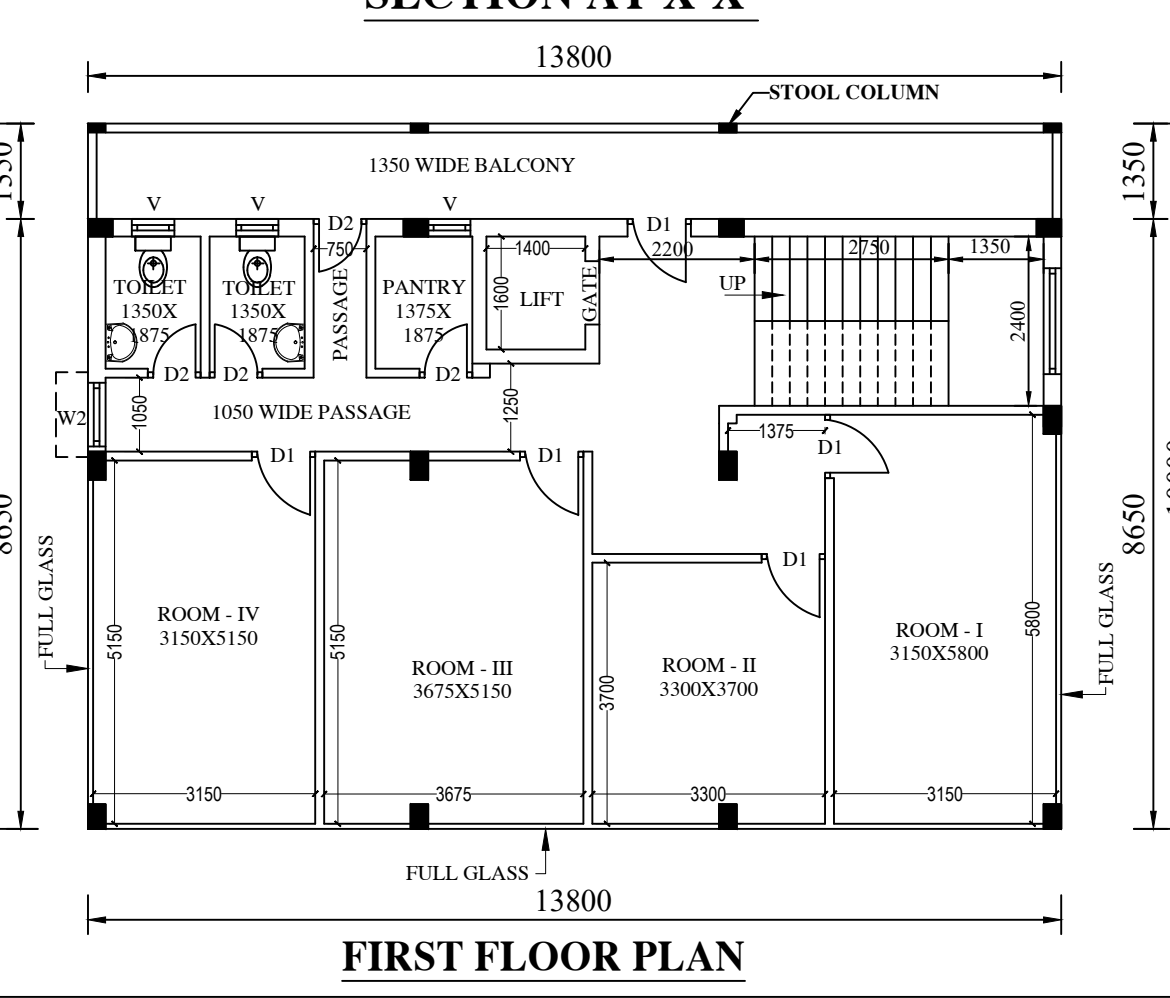 13800
STOOL COLUMN
1350
1350 WIDE BALCONY
1350
V
V
V
D2
D1
750
1400
2200
2750
1350
TOILET
1350X
1875
TOILET
1350X
1875
PASSAGE
PANTRY
1375X
1875
1600
LIFT
GATE
UP
2400
D2
D2
D2
W2
1050
1050 WIDE PASSAGE
1250
1375
D1
D1
D1
D1
8650
8650
FULL GLASS
FULL GLASS
5150
ROOM - IV
3150X5150
5150
ROOM - III
3675X5150
3700
ROOM - II
3300X3700
ROOM - I
3150X5800
5800
3150
3675
3300
3150
FULL GLASS
13800
FIRST FLOOR PLAN